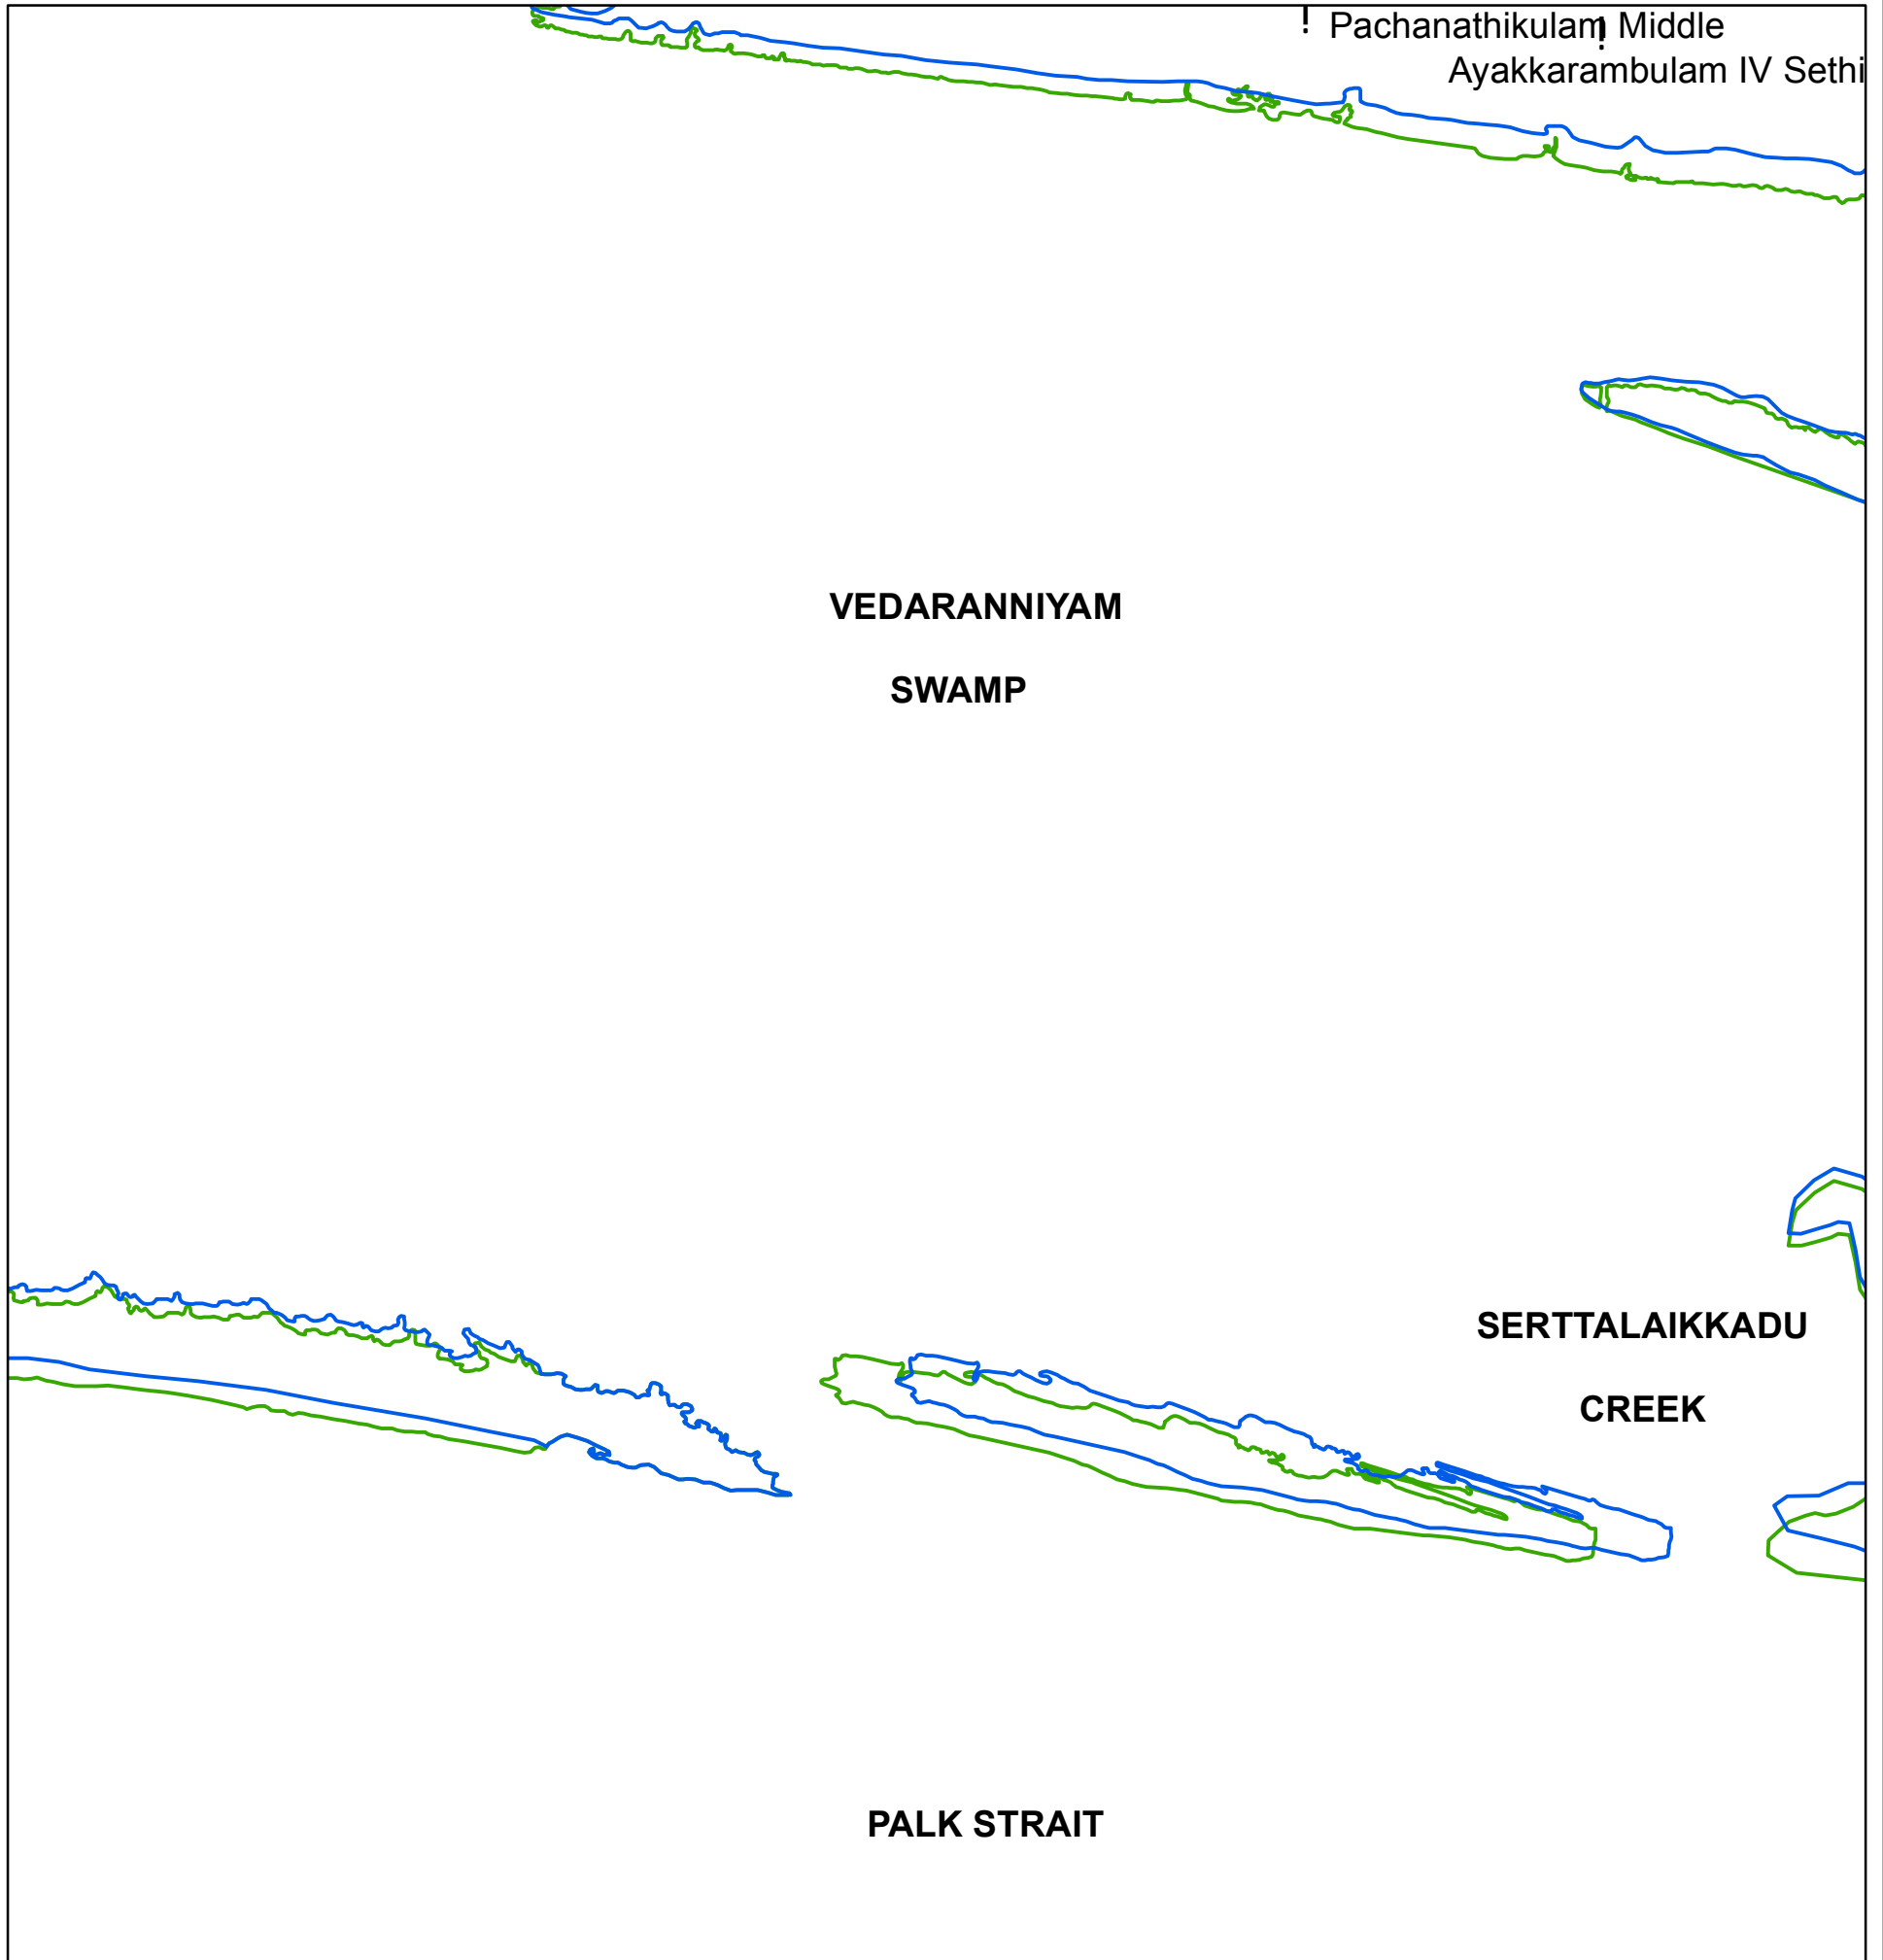 Pachanathikulam Middle
Ayakkarambulam IV Sethi
VEDARANNIYAM
SWAMP
SERTTALAIKKADU
CREEK
PALK STRAIT